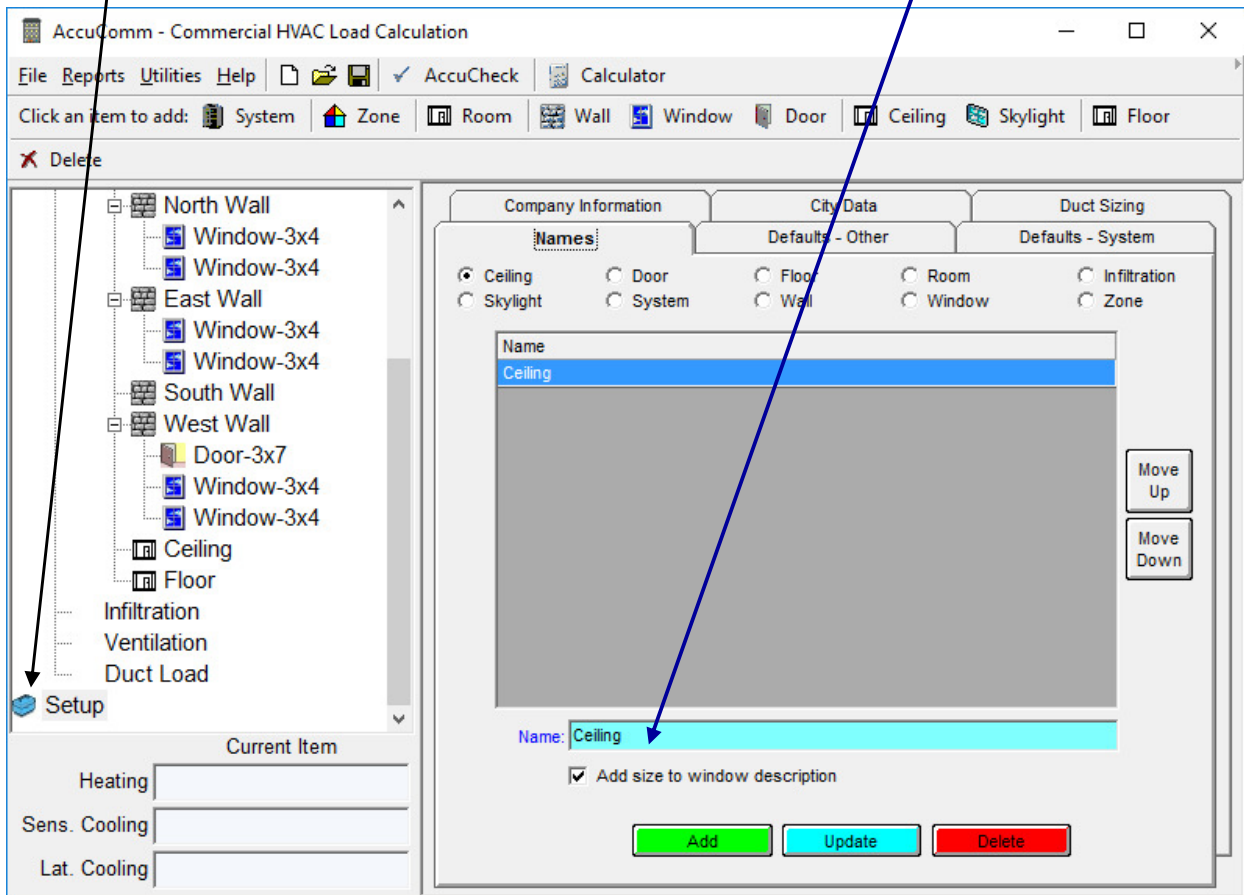 AccuComm - Commercial HVAC Load Calculation
File Reports Utilities Help AccuCheck Calculator
Click an item to add: System Zone Room Wall Window Door Ceiling Skylight Floor
Delete
North Wall
Window-3x4
Window-3x4
East Wall
Window-3x4
Window-3x4
South Wall
West Wall
Door-3x7
Window-3x4
Window-3x4
Ceiling
Floor
Infiltration
Ventilation
Duct Load
Setup
Current Item
Heating
Sens. Cooling
Lat. Cooling
Company Information City Data Duct Sizing
Names Defaults - Other Defaults - System
Ceiling Door Floor Room Infiltration
Skylight System Wall Window Zone
Name
Ceiling
Move
Up
Move
Down
Name: Ceiling
Add size to window description
Add Update Delete